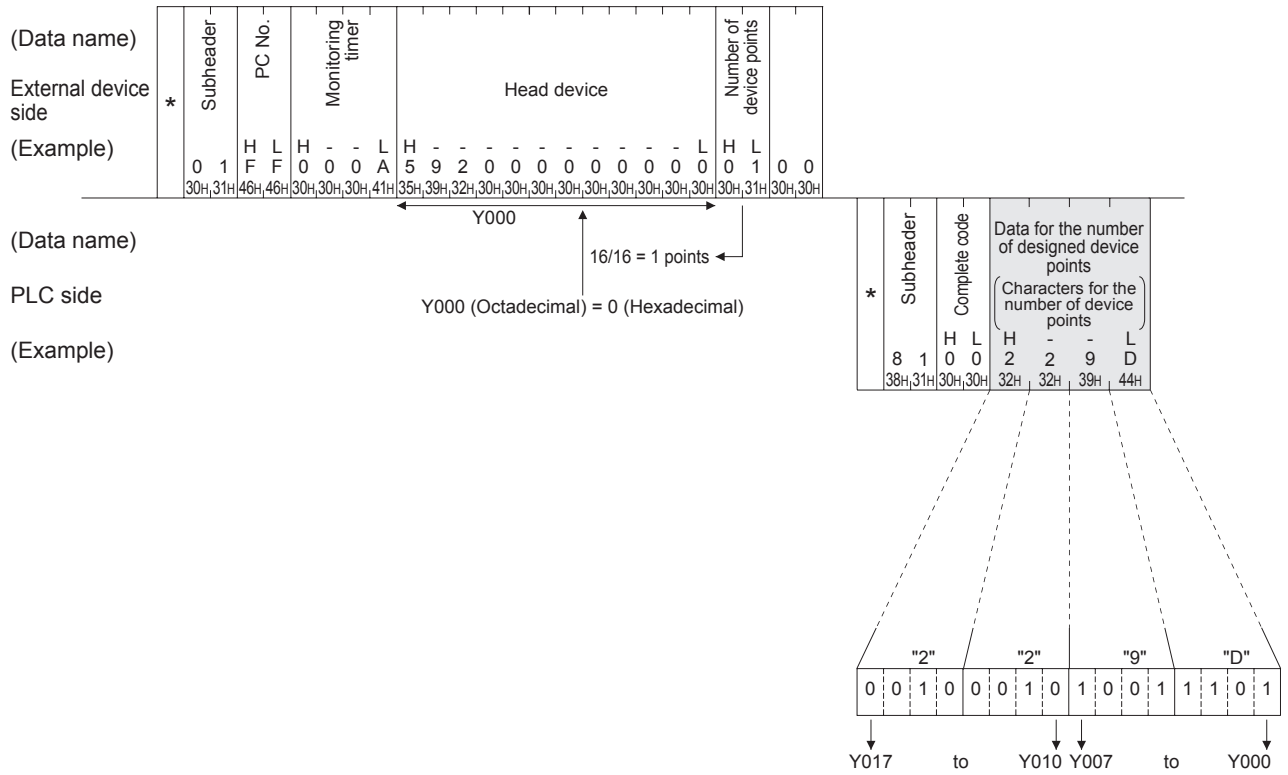 (Data name)
External device side
(Example)
*
Subheader
PC No.
Monitoring timer
Head device
Number of device points
H L H - - L H - - - - - - - - - - L H L
0 1 F F 0 0 0 A 5 9 2 0 0 0 0 0 0 0 0 0 0 1 0 0
30H 31H 46H 46H 30H 30H 30H 41H 35H 39H 32H 30H 30H 30H 30H 30H 30H 30H 30H 30H 30H 31H 30H 30H
Y000
16/16 = 1 points
Y000 (Octadecimal) = 0 (Hexadecimal)
(Data name)
PLC side
(Example)
*
Subheader
Complete code
Data for the number
of designed device
points
(Characters for the
number of device
points)
H L H - - L
8 1 0 0 2 2 9 D
38H 31H 30H 30H 32H 32H 39H 44H
"2" "2" "9" "D"
0 0 1 0 0 0 1 0 1 0 0 1 1 1 0 1
Y017 to Y010 Y007 to Y000